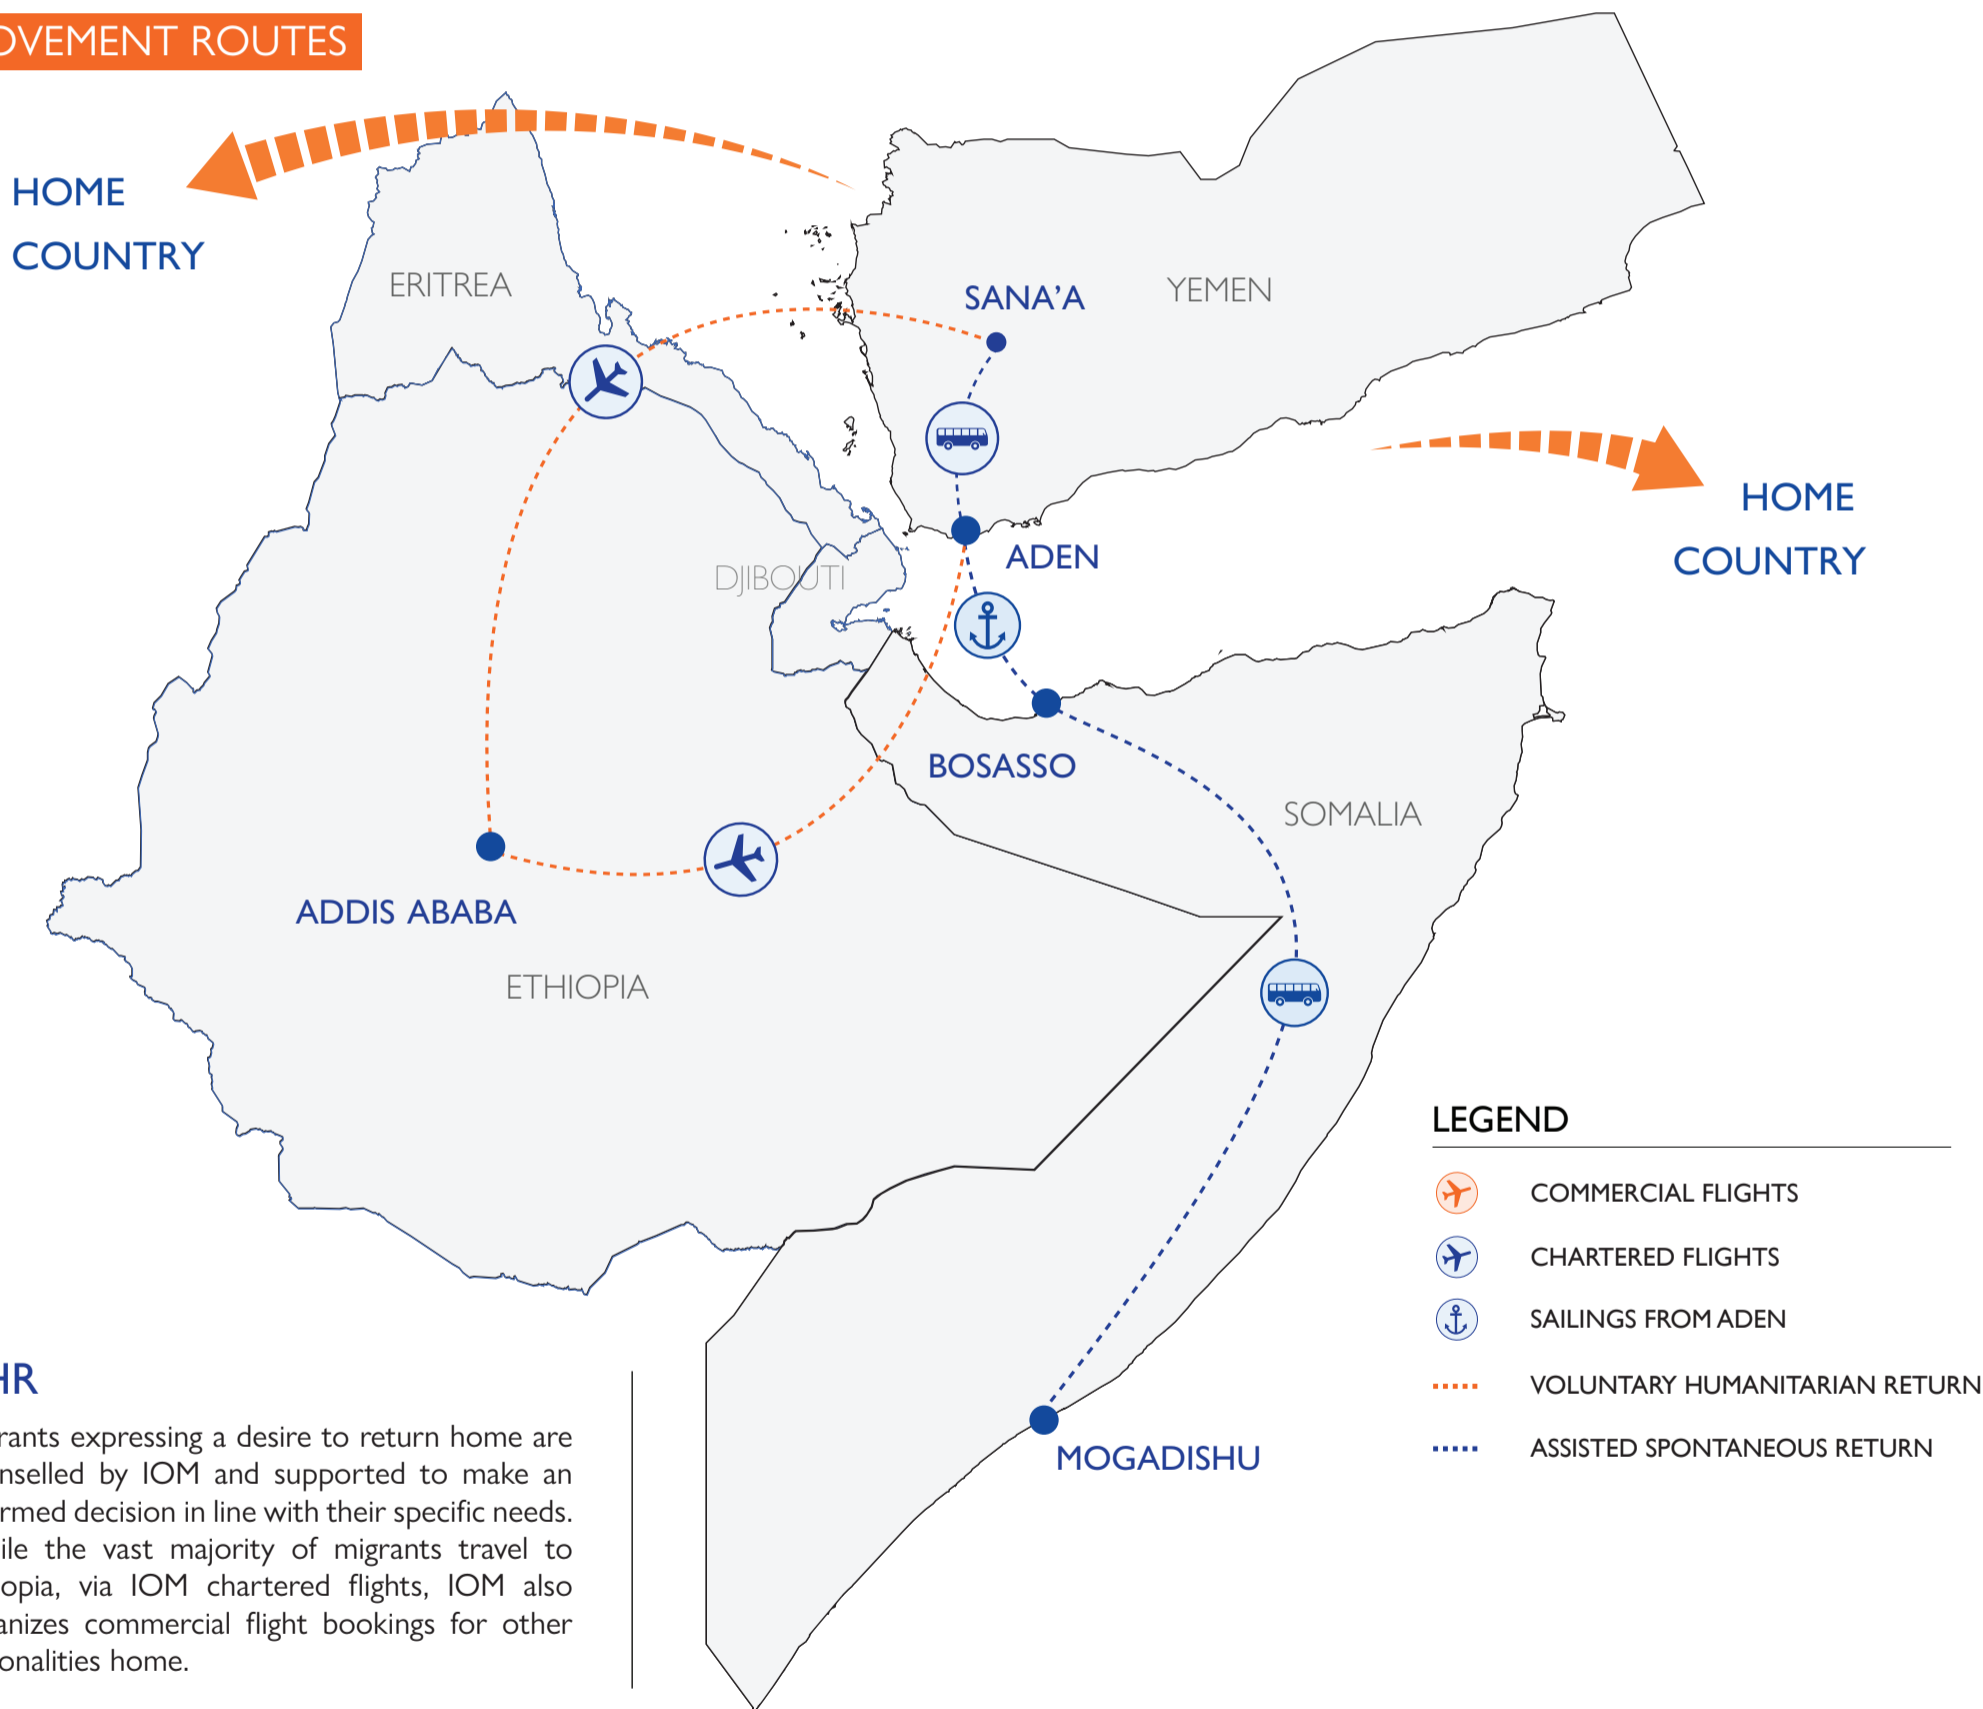 OVEMENT ROUTES
HOME
COUNTRY
ERITREA
SANA'A
YEMEN
HOME
COUNTRY
ADEN
DJIBOUTI
BOSASSO
SOMALIA
ADDIS ABABA
ETHIOPIA
MOGADISHU
LEGEND
COMMERCIAL FLIGHTS
CHARTERED FLIGHTS
SAILINGS FROM ADEN
VOLUNTARY HUMANITARIAN RETURN
ASSISTED SPONTANEOUS RETURN
HR
rants expressing a desire to return home are
nselled by IOM and supported to make an
rmed decision in line with their specific needs.
ile the vast majority of migrants travel to
opia, via IOM chartered flights, IOM also
anizes commercial flight bookings for other
onalities home.